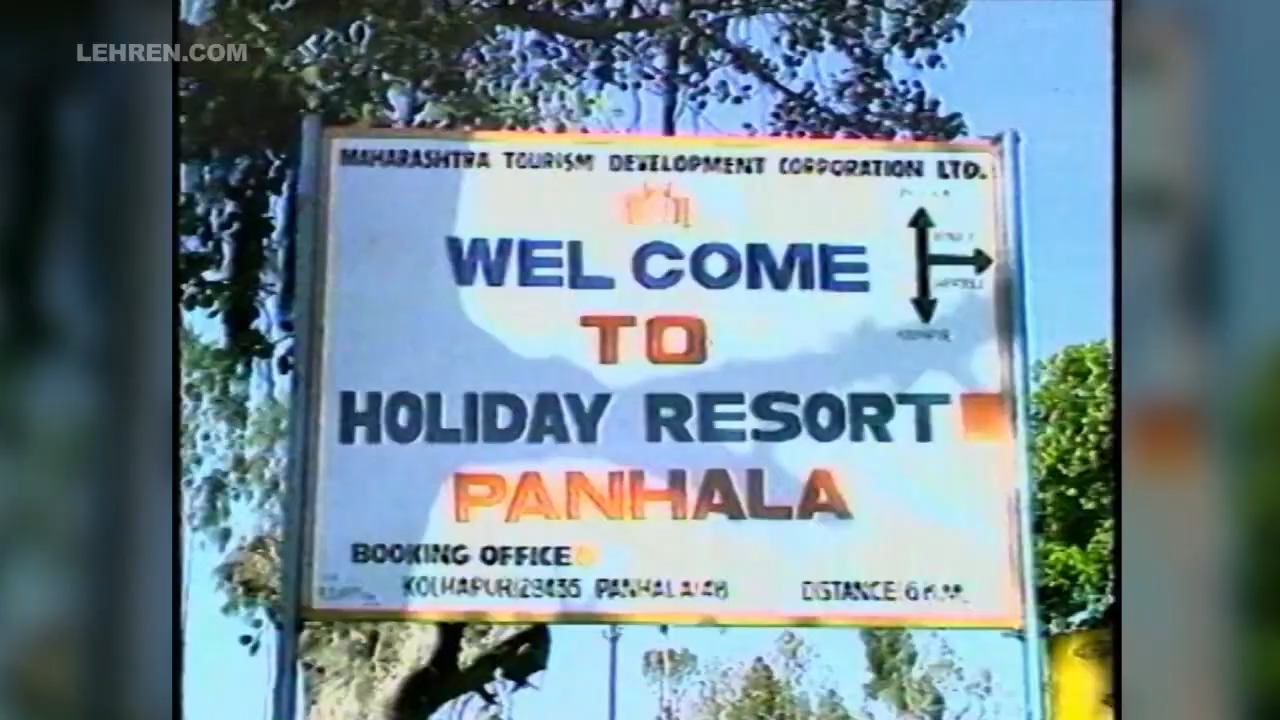 LEHREN.COM
MAHARASHTRA TOURISM DEVELOPMENT CORPORATION LTD.
WEL COME
TO
HOLIDAY RESORT
PANHALA
BOOKING OFFICE
KOLHAPUR/29435 PANHALA/48 DISTANCE 6 K.M.